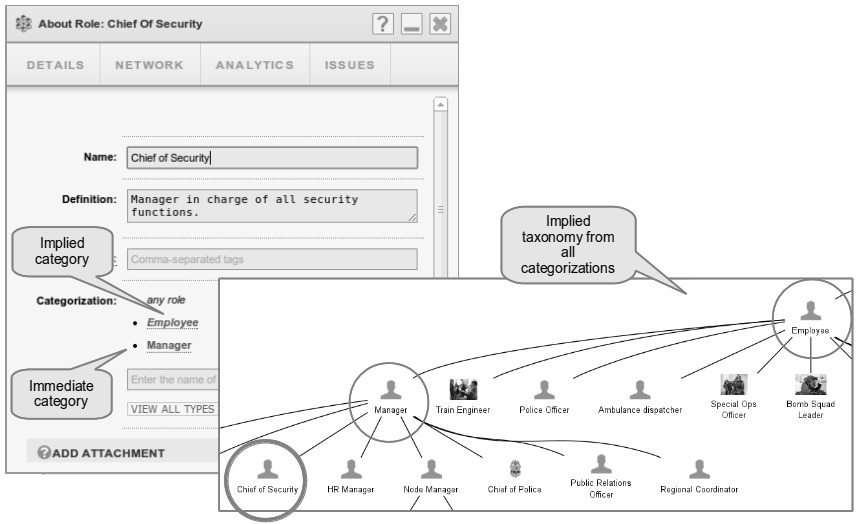 About Role: Chief Of Security
?
DETAILS
NETWORK
ANALYTICS
ISSUES
Name:
Chief of Security
Definition:
Manager in charge of all security
functions.
Implied
category
Comma-separated tags
Categorization:
any role
Employee
Manager
Immediate
category
Enter the name of
VIEW ALL TYPES
?ADD ATTACHMENT
Implied
taxonomy from
all
categorizations
Employee
Manager
Train Engineer
Police Officer
Ambulance dispatcher
Special Ops
Officer
Bomb Squad
Leader
Chief of Security
HR Manager
Node Manager
Chief of Police
Public Relations
Officer
Regional Coordinator